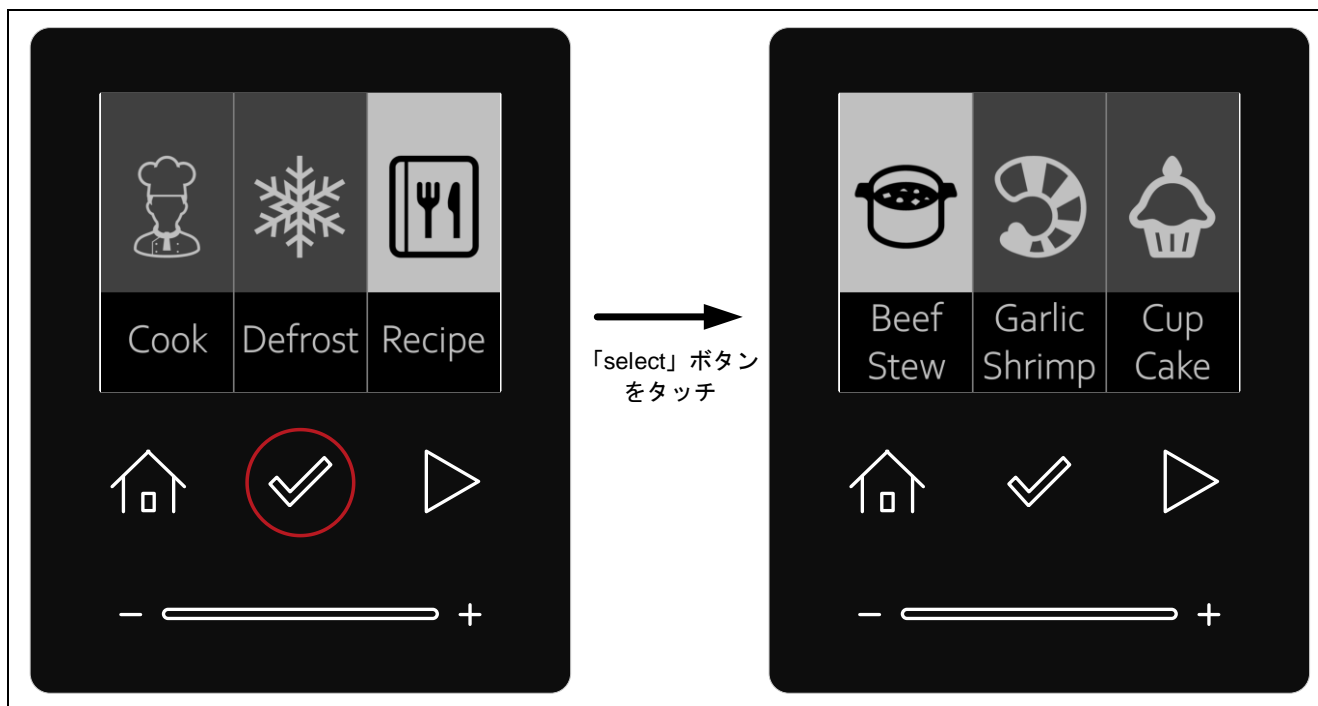 Cook Defrost Recipe
「select」ボタン
をタッチ
Beef Garlic Cup
Stew Shrimp Cake
- +
- +